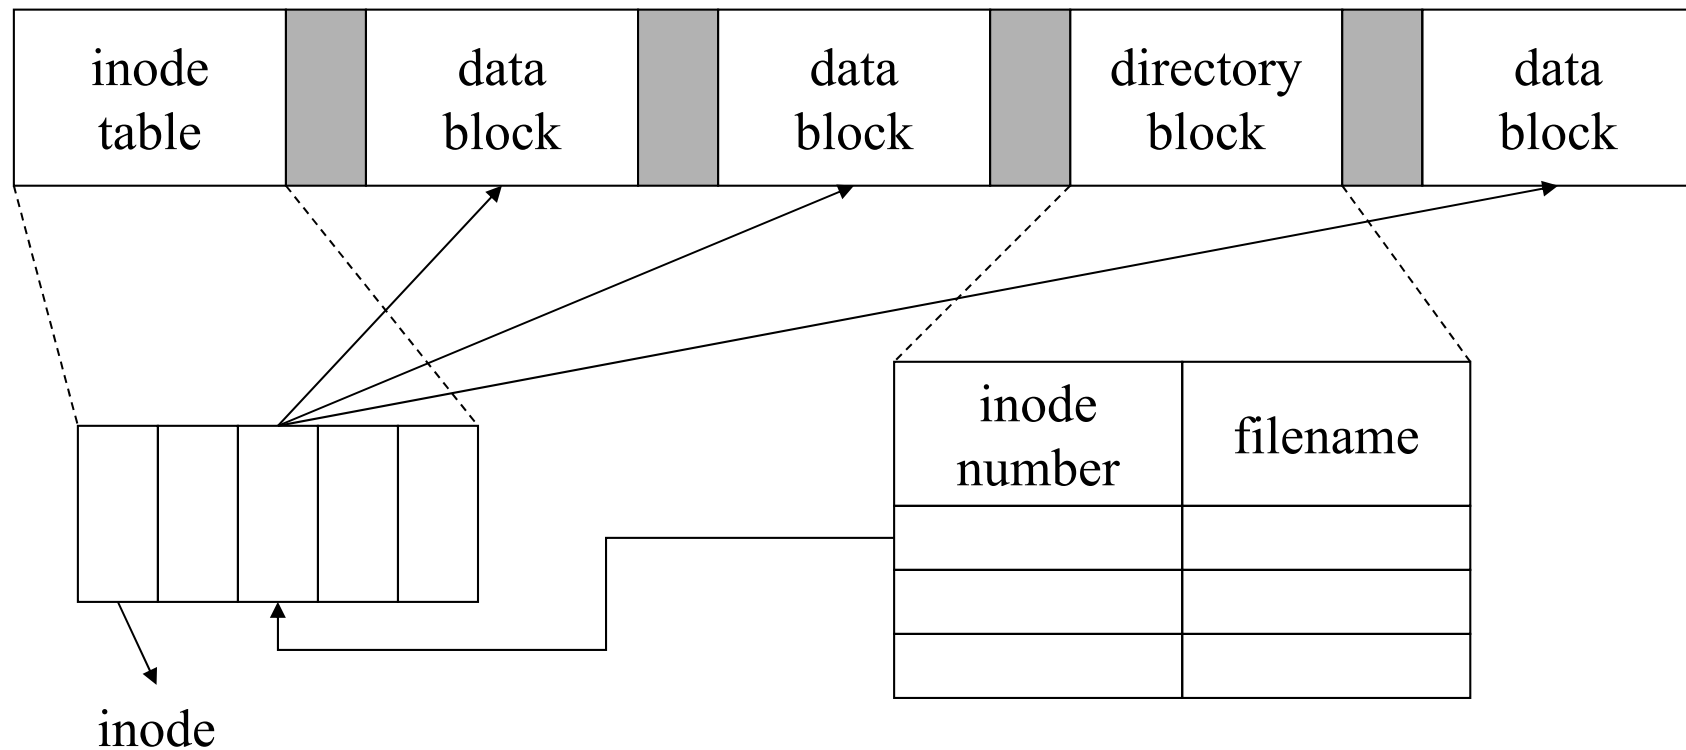 inode
table
data
block
data
block
directory
block
data
block
inode
number
filename
inode